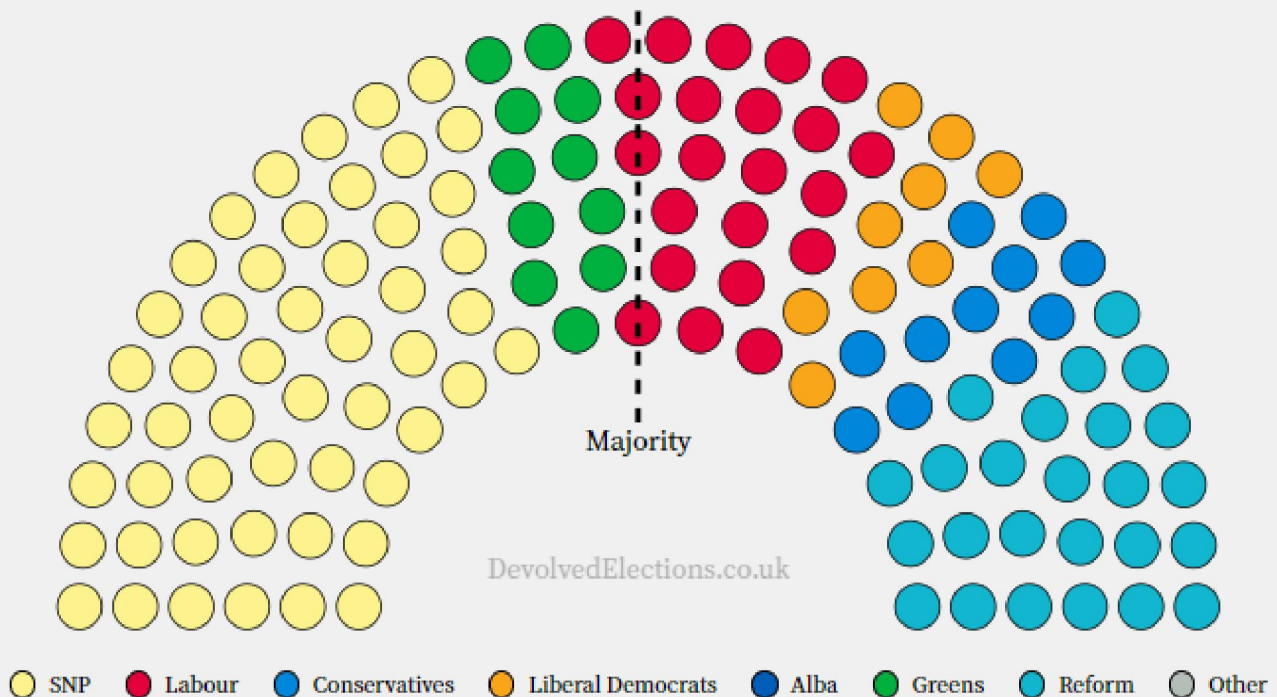 Majority
DevolvedElections.co.uk
SNP Labour Conservatives Liberal Democrats Alba Greens Reform Other